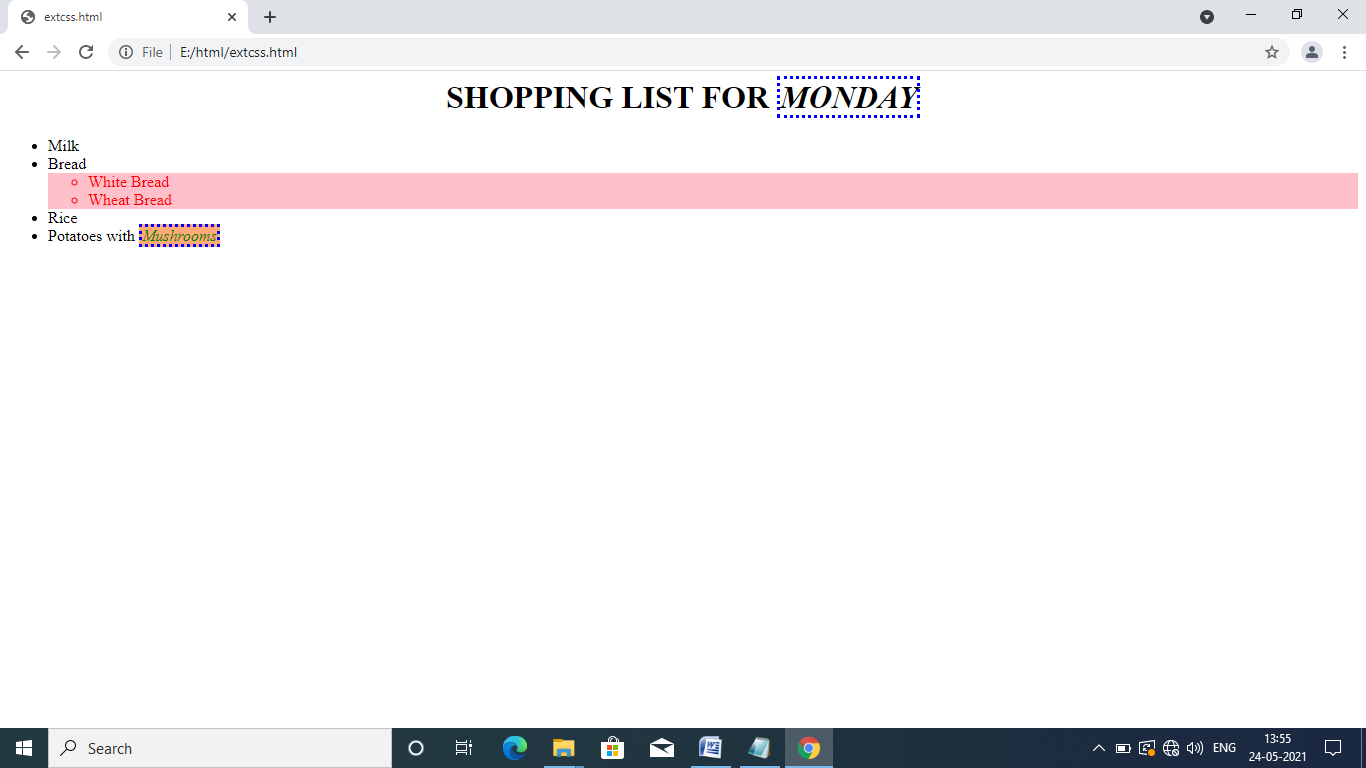 extcss.html
File E:/html/extcss.html
SHOPPING LIST FOR MONDAY
Milk
Bread
White Bread
Wheat Bread
Rice
Potatoes with Mushrooms
Search
ENG
13:55
24-05-2021